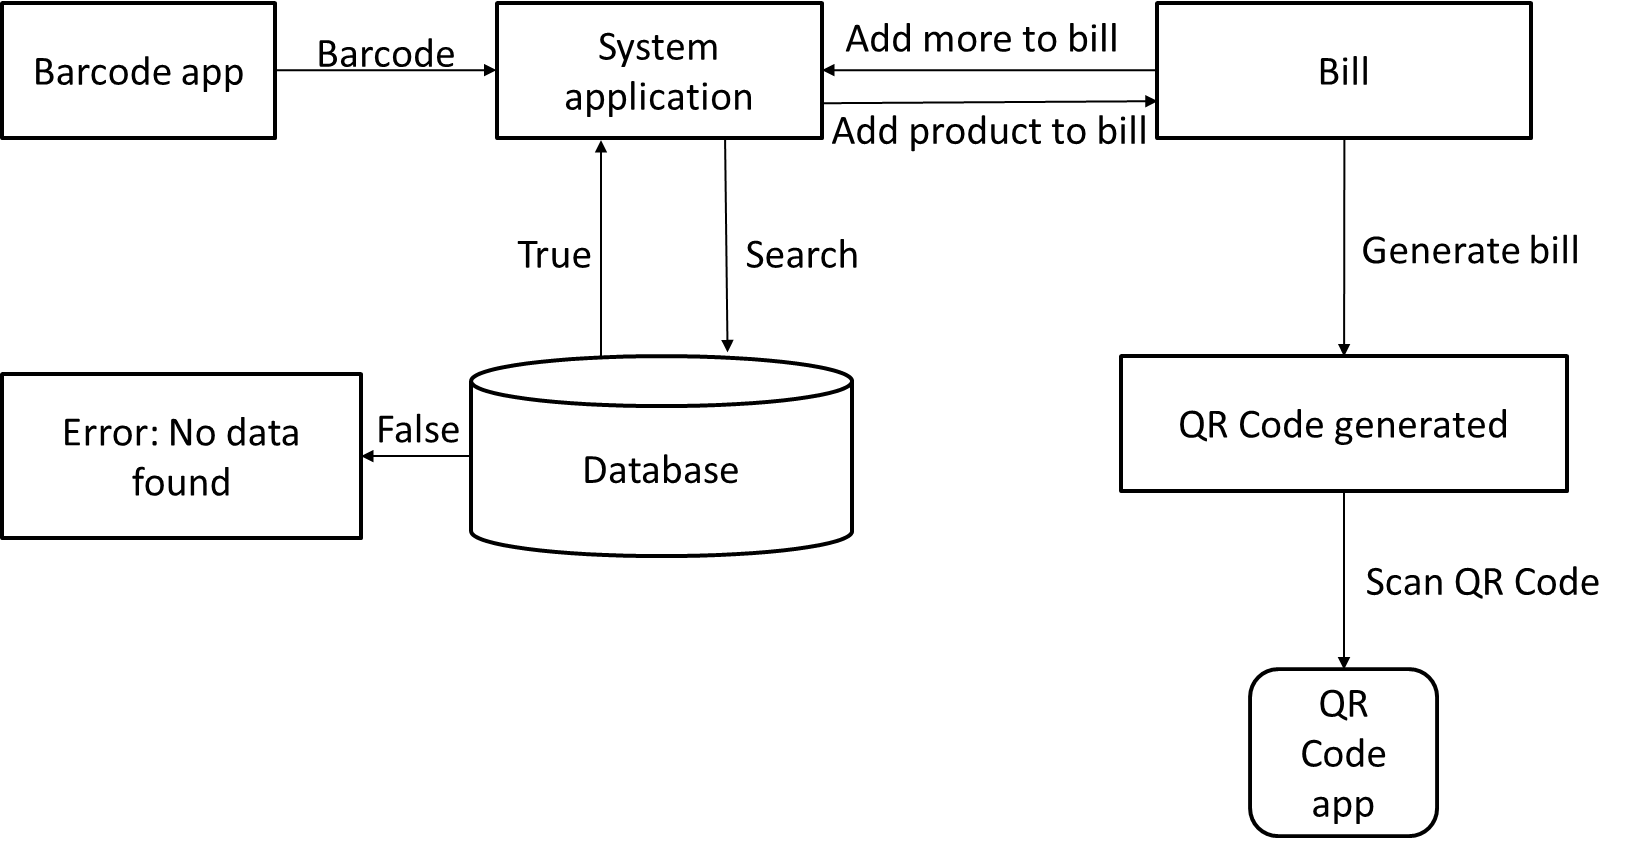 Barcode app
Barcode
System
application
Add more to bill
Add product to bill
Bill
True
Search
Generate bill
Error: No data
found
False
Database
QR Code generated
Scan QR Code
QR
Code
app